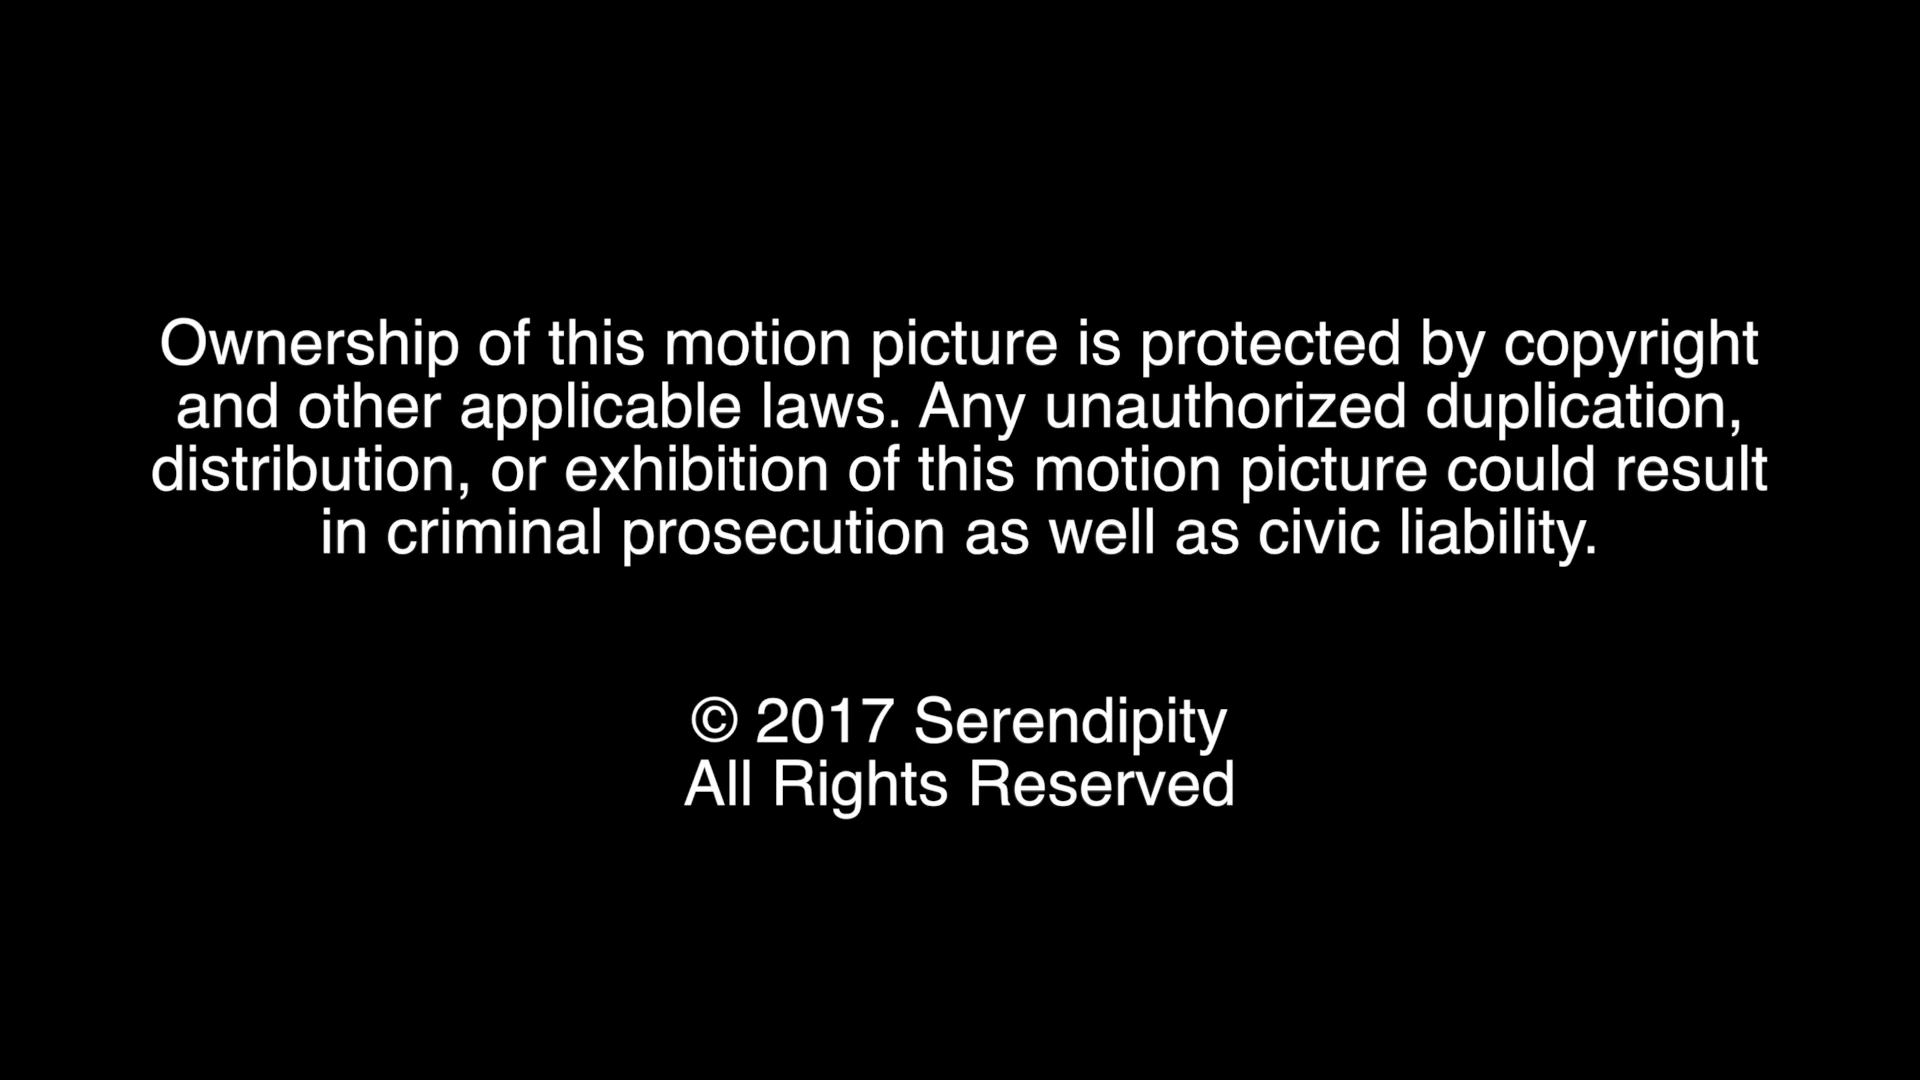 Ownership of this motion picture is protected by copyright
and other applicable laws. Any unauthorized duplication,
distribution, or exhibition of this motion picture could result
in criminal prosecution as well as civic liability.
© 2017 Serendipity
All Rights Reserved